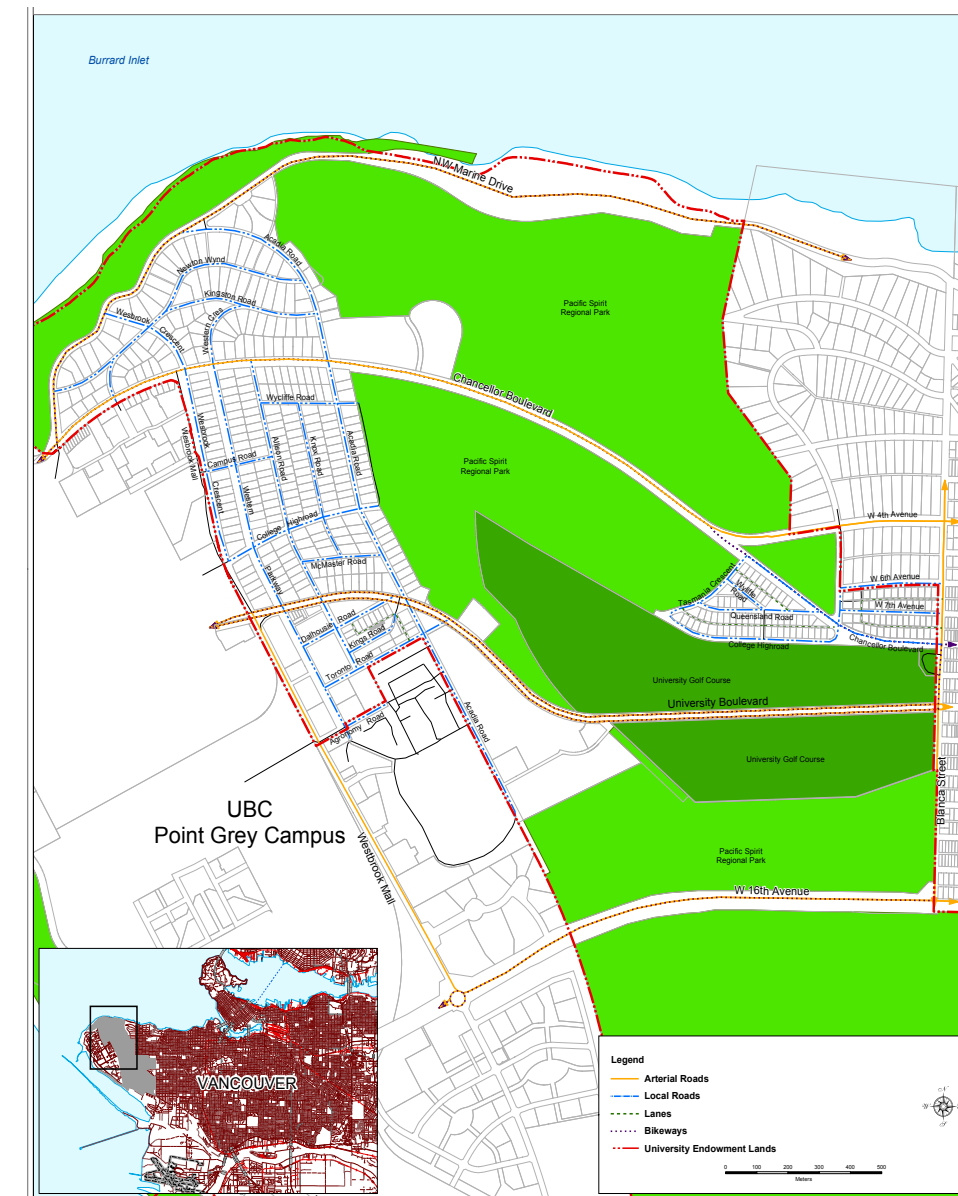 Burrard Inlet
N.W Marine Drive
Acadia Road
Newton Wynd
Kingston Road
Wesbrook
Crescent
Western Cres
Pacific Spirit
Regional Park
Chancellor Boulevard
Wycliffe Road
Wesbrook
Crescent
Wesbrook Mall
Campus Road
Western
Parkway
Allison Road
Knox Road
Acadia Road
Pacific Spirit
Regional Park
College Highroad
McMaster Road
W 4th Avenue
Tasmania Crescent
Wyliffe
Road
W 6th Avenue
W 7th Avenue
Queensland Road
College Highroad
Chancellor Boulevard
Dalhousie Road
Kings Road
Toronto Road
University Golf Course
University Boulevard
Agronomy Road
Acadia Road
University Golf Course
Blanca Street
UBC
Point Grey Campus
Westbrook Mall
Pacific Spirit
Regional Park
W 16th Avenue
VANCOUVER
Legend
Arterial Roads
Local Roads
Lanes
Bikeways
University Endowment Lands
0 100 200 300 400 500
Meters